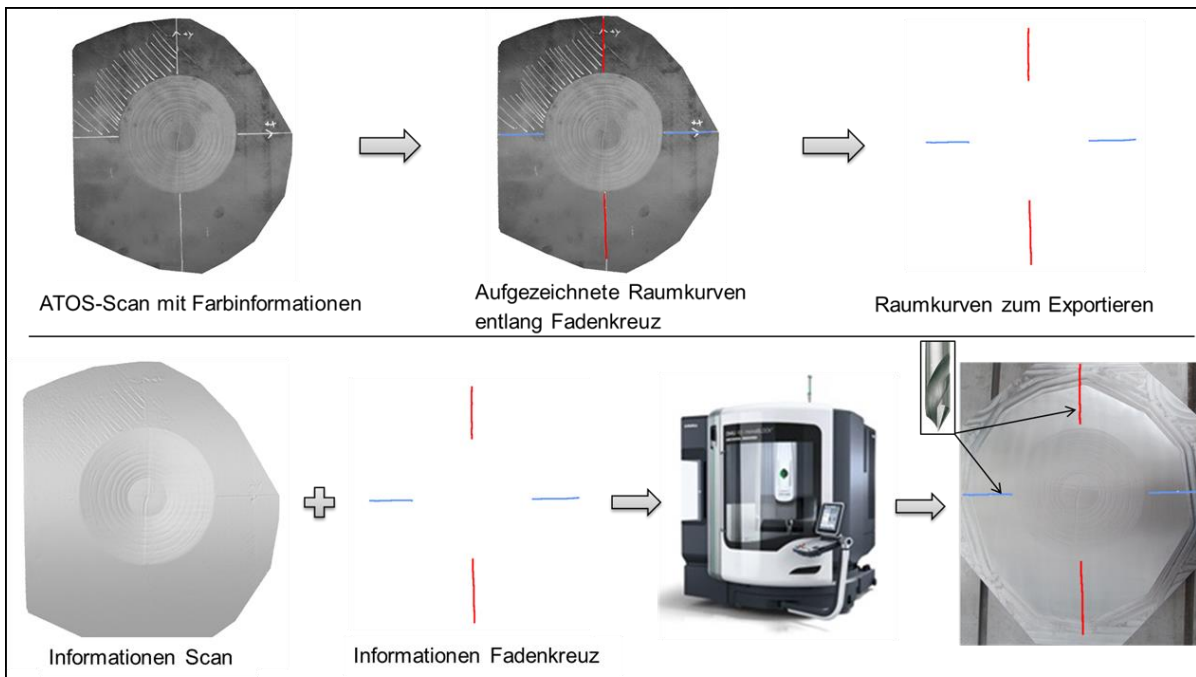 ATOS-Scan mit Farbinformationen
Aufgezeichnete Raumkurven
entlang Fadenkreuz
Raumkurven zum Exportieren
Informationen Scan
Informationen Fadenkreuz